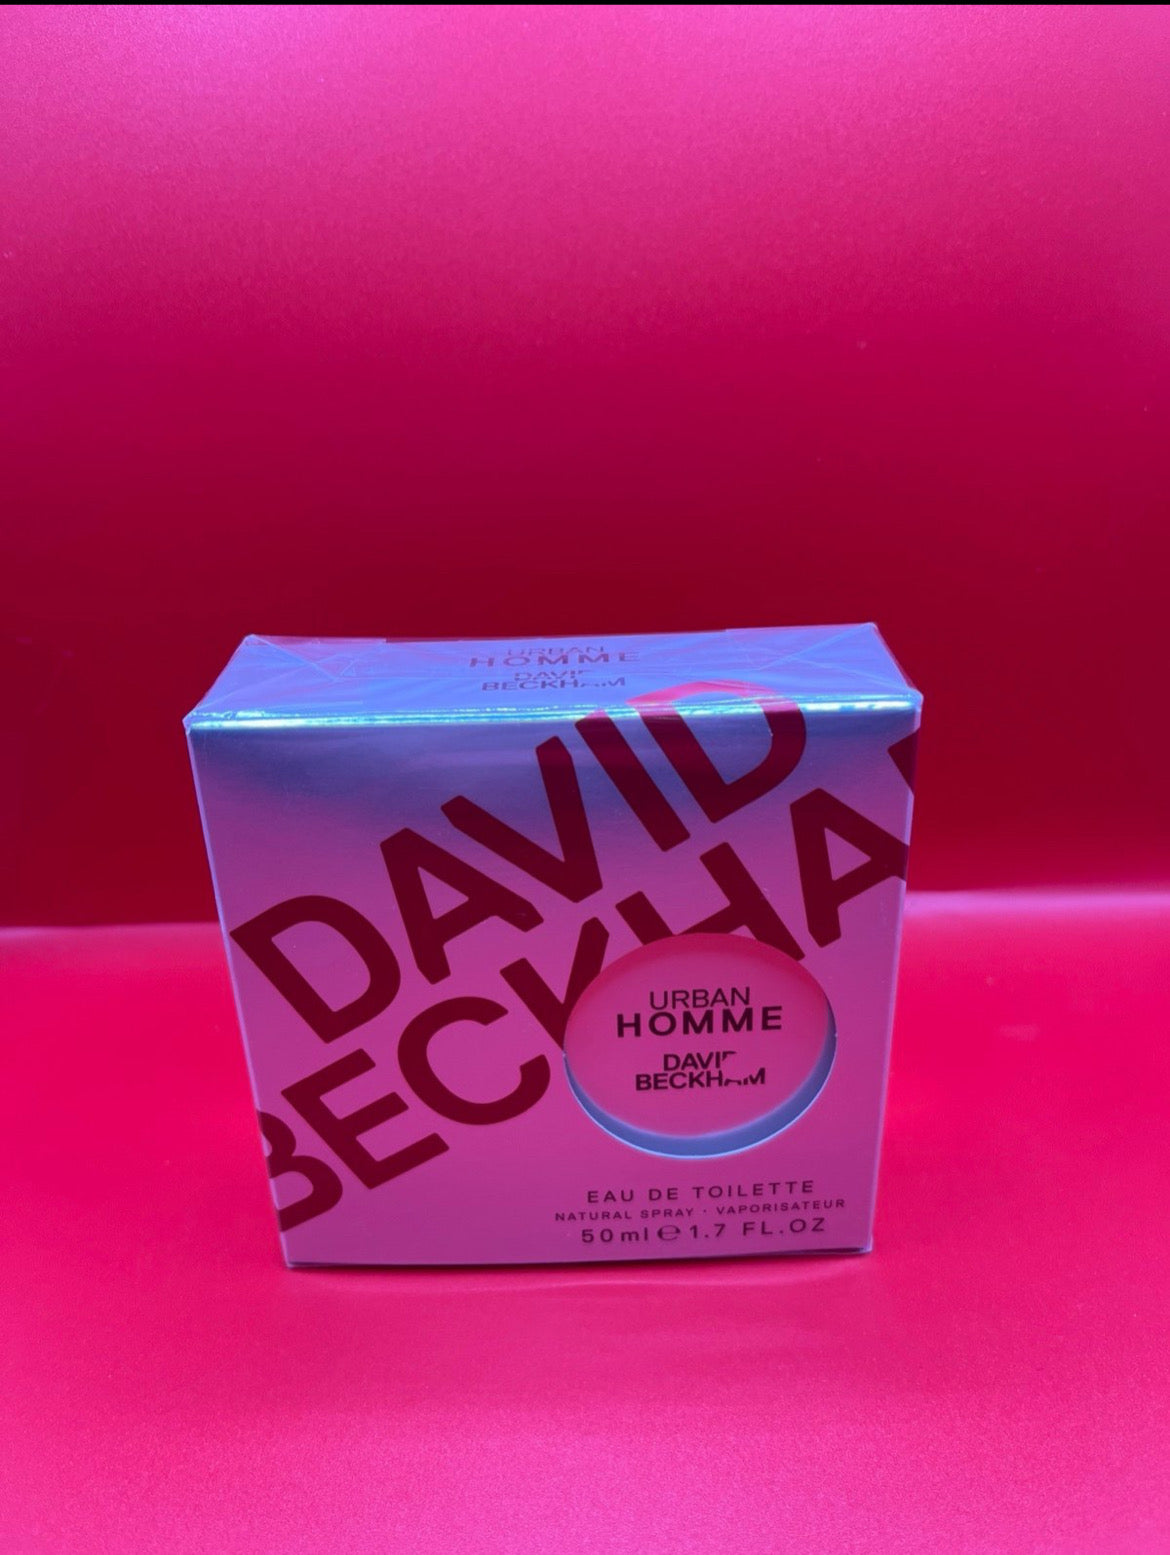 URBAN
HOMME
DAVID
BECKHAM
DAVID
BECKHA
URBAN
HOMME
DAVID
BECKHAM
EAU DE TOILETTE
NATURAL SPRAY · VAPORISATEUR
50ml ℮ 1.7 FL.OZ